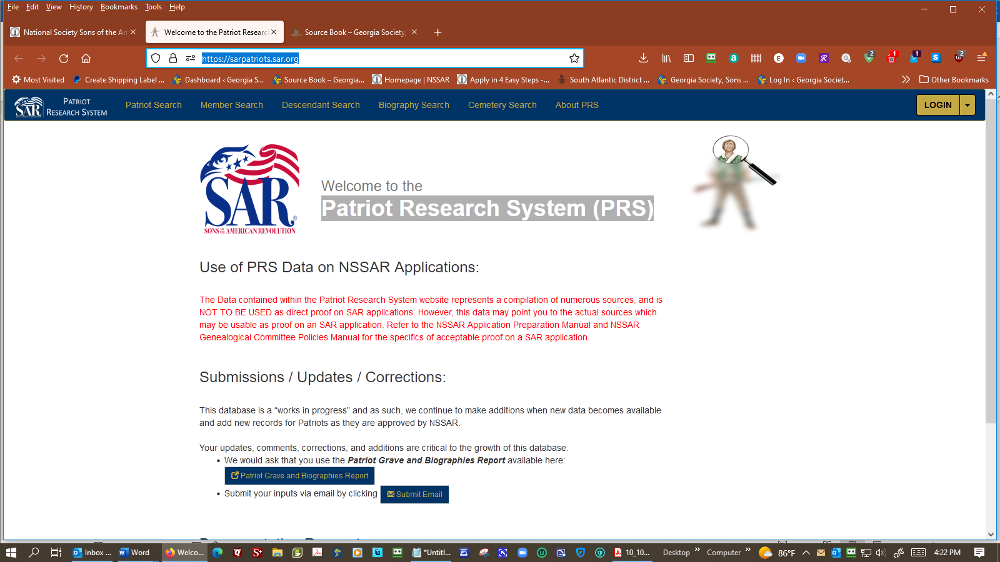 File Edit View History Bookmarks Tools Help
National Society Sons of the Am
Welcome to the Patriot Research
Source Book – Georgia Society,
https://sarpatriots.sar.org
2 1 1 2
Most Visited Create Shipping Label ... Dashboard ‹ Georgia S... Source Book – Georgia... Homepage | NSSAR Apply in 4 Easy Steps -... South Atlantic District ... Georgia Society, Sons ... Log In ‹ Georgia Societ... Other Bookmarks
SAR PATRIOT RESEARCH SYSTEM
Patriot Search Member Search Descendant Search Biography Search Cemetery Search About PRS LOGIN
SAR
SONS OF THE AMERICAN REVOLUTION
Welcome to the
Patriot Research System (PRS)
Use of PRS Data on NSSAR Applications:
The Data contained within the Patriot Research System website represents a compilation of numerous sources, and is
NOT TO BE USED as direct proof on SAR applications. However, this data may point you to the actual sources which
may be usable as proof on an SAR application. Refer to the NSSAR Application Preparation Manual and NSSAR
Genealogical Committee Policies Manual for the specifics of acceptable proof on a SAR application.
Submissions / Updates / Corrections:
This database is a “works in progress” and as such, we continue to make additions when new data becomes available
and add new records for Patriots as they are approved by NSSAR.
Your updates, comments, corrections, and additions are critical to the growth of this database.
• We would ask that you use the Patriot Grave and Biographies Report available here:
Patriot Grave and Biographies Report
• Submit your inputs via email by clicking Submit Email
Inbox ... Word Welco... *Untitl... 10_10... Desktop Computer 86°F 4:22 PM